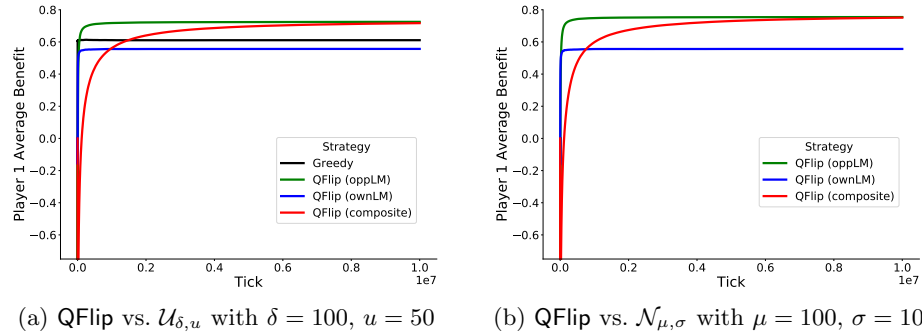 0.8
0.6
0.4
0.2
0.0
−0.2
−0.4
−0.6
Player 1 Average Benefit
Strategy
Greedy
QFlip (oppLM)
QFlip (ownLM)
QFlip (composite)
0.0 0.2 0.4 0.6 0.8 1.0
1e7
Tick
(a) QFlip vs. 𝒰δ,u with δ = 100, u = 50
0.8
0.6
0.4
0.2
0.0
−0.2
−0.4
−0.6
Player 1 Average Benefit
Strategy
QFlip (oppLM)
QFlip (ownLM)
QFlip (composite)
0.0 0.2 0.4 0.6 0.8 1.0
1e7
Tick
(b) QFlip vs. 𝒩μ,σ with μ = 100, σ = 10